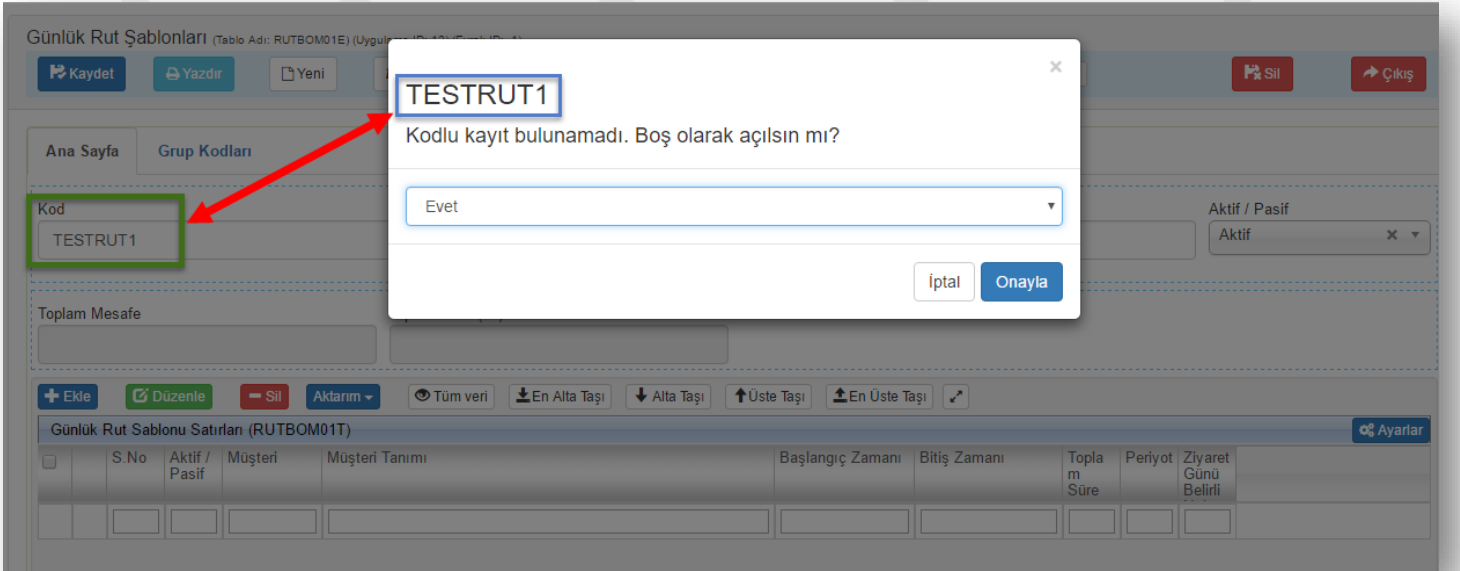 Günlük Rut Şablonları (Tablo Adı: RUTBOM01E)
Kaydet
Yazdır
Yeni
Sil
Çıkış
×
TESTRUT1
Kodlu kayıt bulunamadı. Boş olarak açılsın mı?
Evet
İptal
Onayla
Ana Sayfa
Grup Kodları
Kod
TESTRUT1
Aktif / Pasif
Aktif
Toplam Mesafe
Ekle
Düzenle
Sil
Aktarım
Tüm veri
En Alta Taşı
Alta Taşı
Üste Taşı
En Üste Taşı
Günlük Rut Sablonu Satırları (RUTBOM01T)
Ayarlar
S.No
Aktif /
Pasif
Müşteri
Müşteri Tanımı
Başlangıç Zamanı
Bitiş Zamanı
Topla
m
Süre
Periyot
Ziyaret
Günü
Belirli